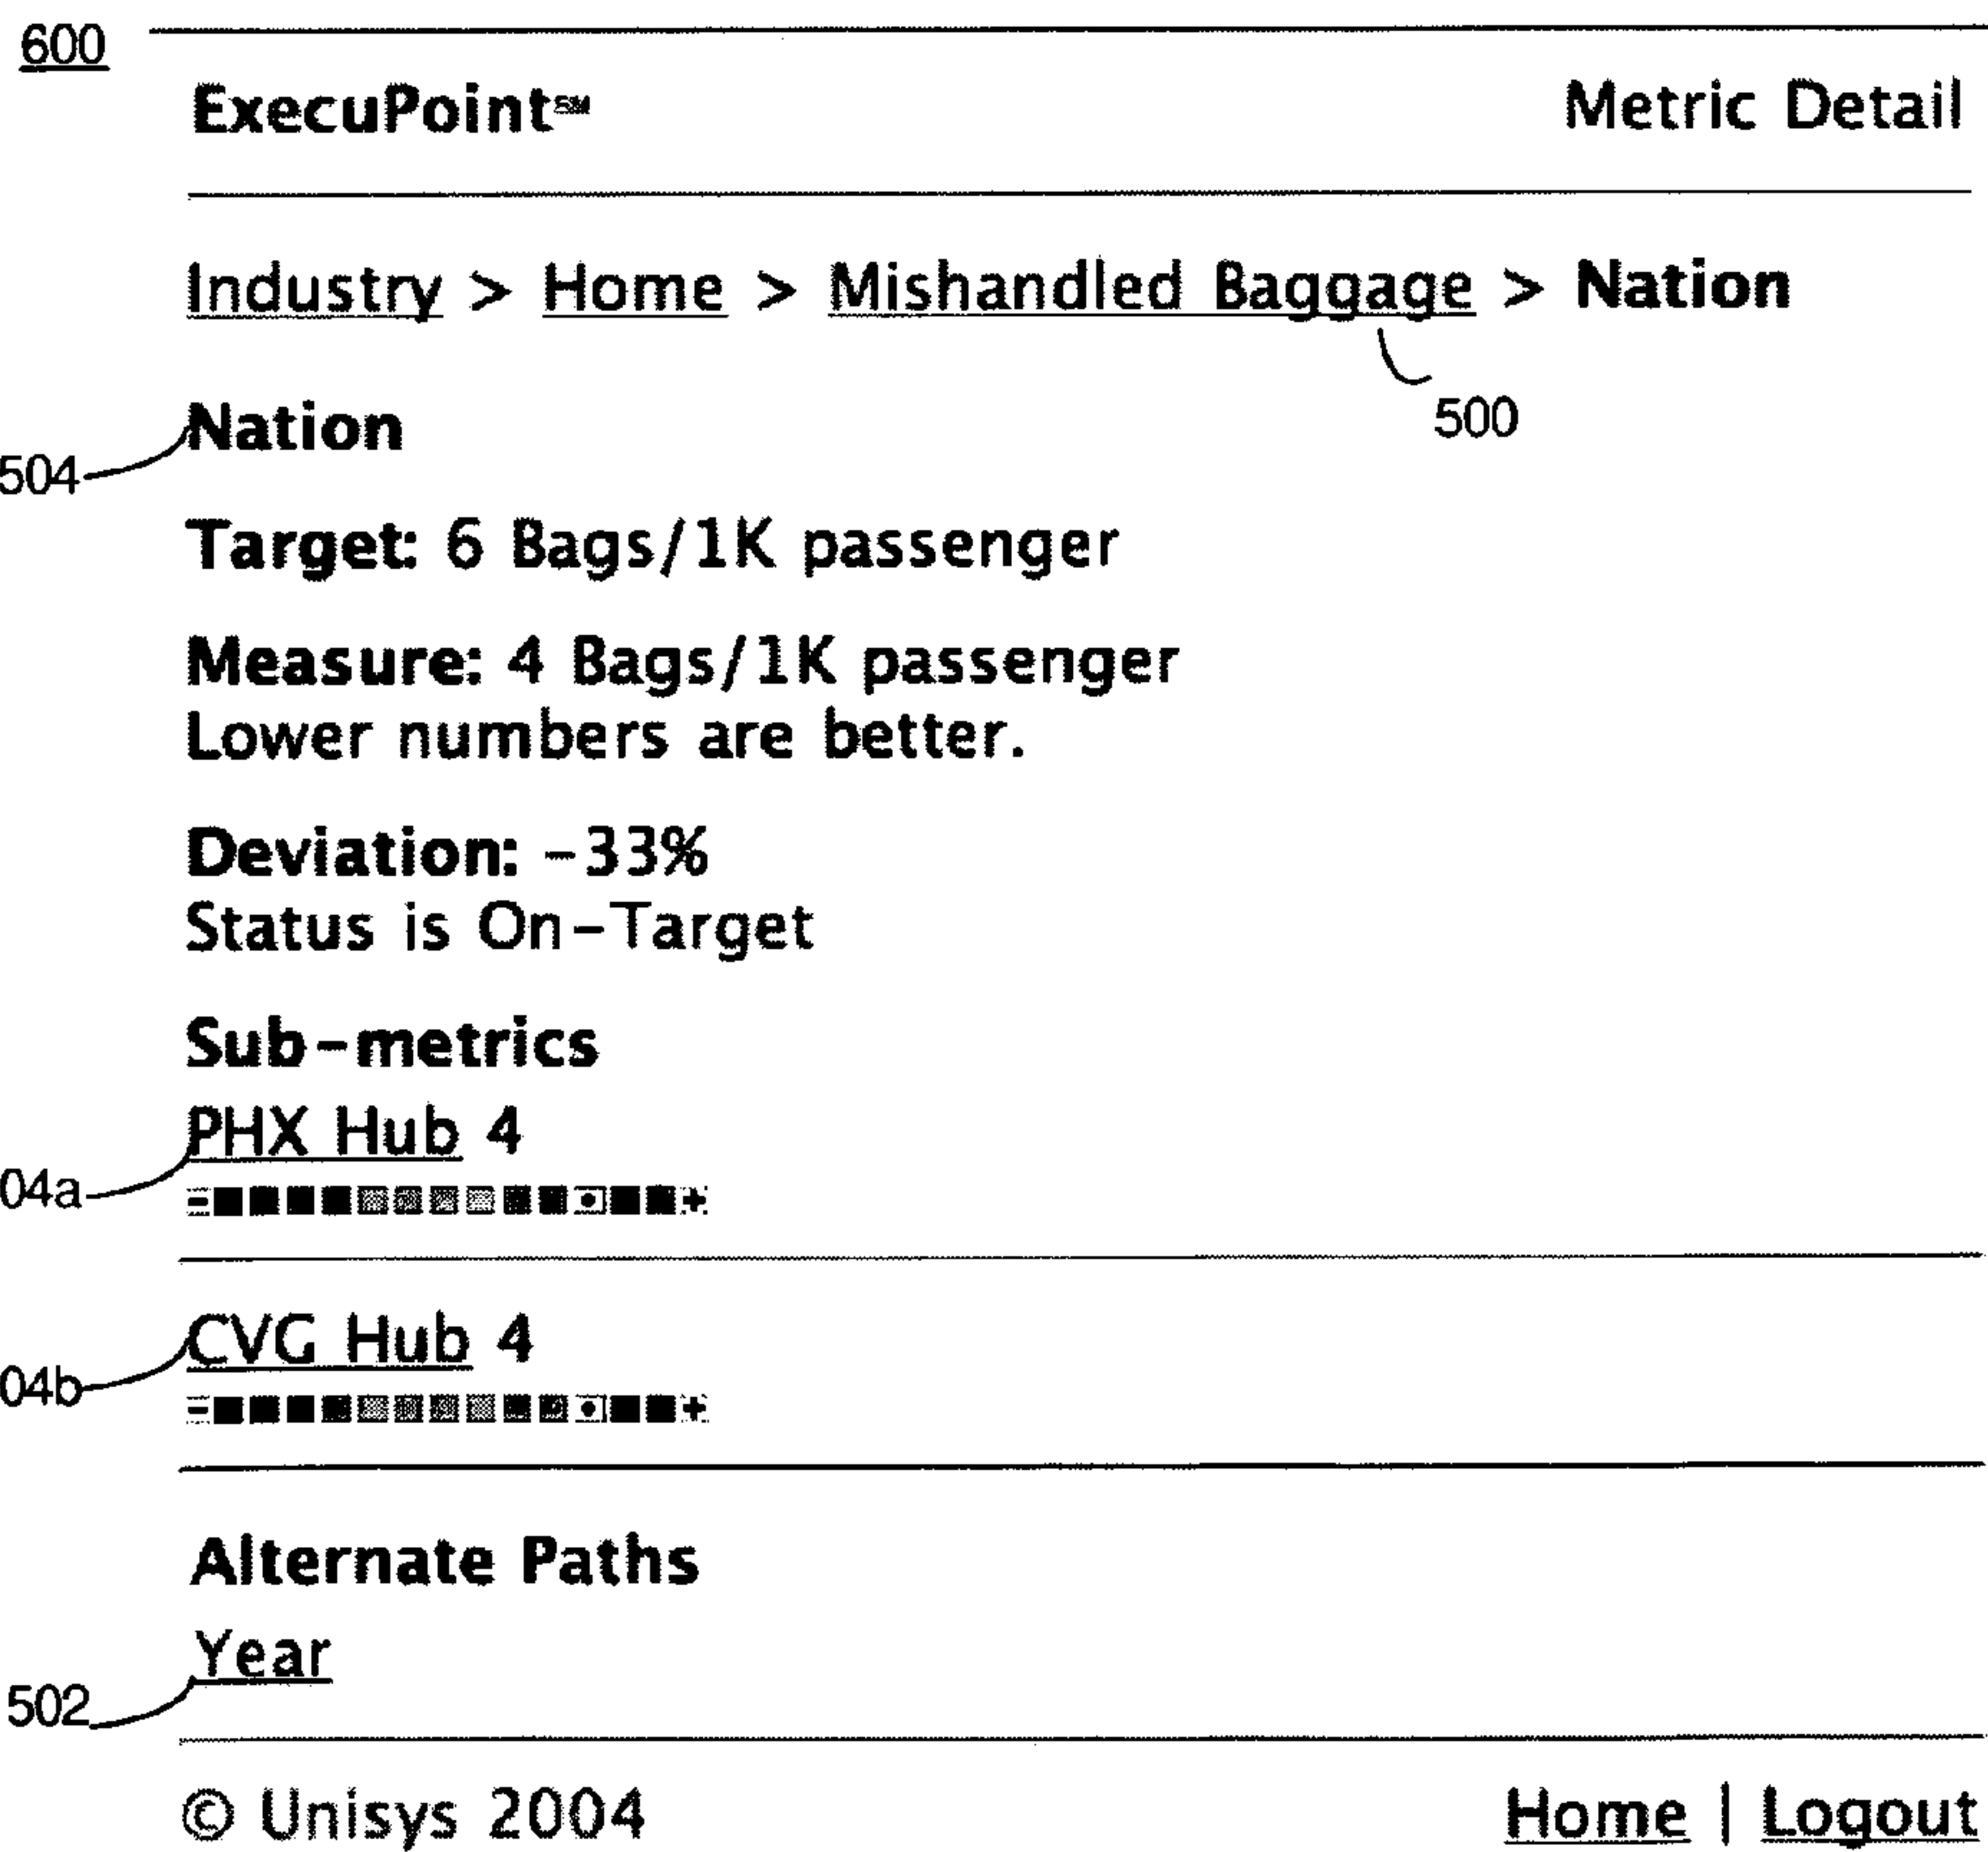 600
ExecuPoint℠ Metric Detail
Industry > Home > Mishandled Baggage > Nation
500
Nation
504
Target: 6 Bags/1K passenger
Measure: 4 Bags/1K passenger
Lower numbers are better.
Deviation: -33%
Status is On-Target
Sub-metrics
PHX Hub 4
04a
CVG Hub 4
04b
Alternate Paths
Year
502
© Unisys 2004 Home | Logout